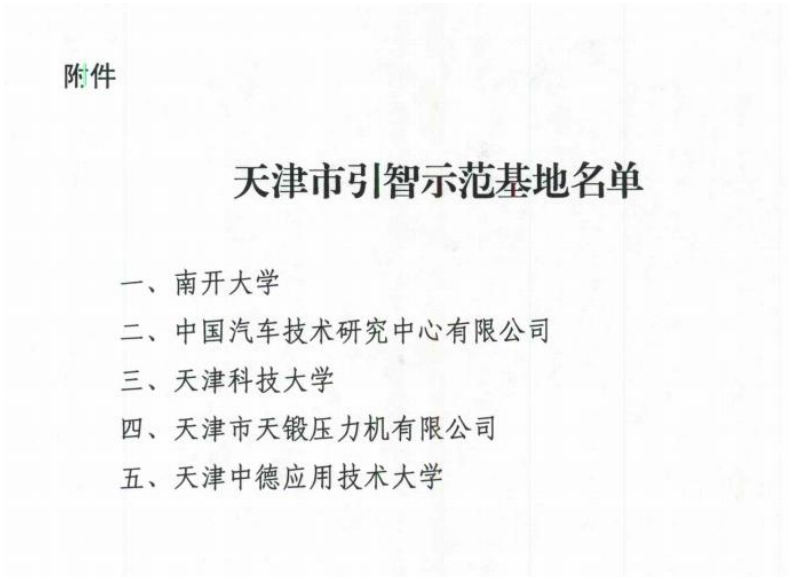 附件
天津市引智示范基地名单
一、南开大学
二、中国汽车技术研究中心有限公司
三、天津科技大学
四、天津市天锻压力机有限公司
五、天津中德应用技术大学